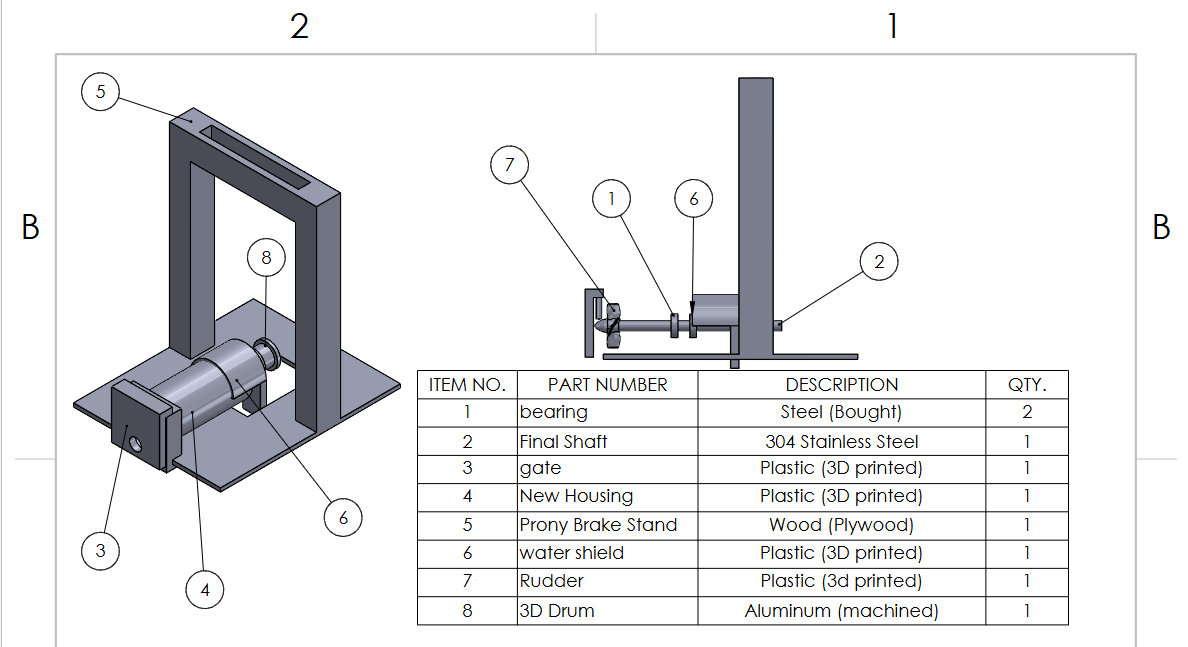 2 1
B B
5
8
3
4
6
7
1
6
2
ITEM NO. PART NUMBER DESCRIPTION QTY.
1 bearing Steel (Bought) 2
2 Final Shaft 304 Stainless Steel 1
3 gate Plastic (3D printed) 1
4 New Housing Plastic (3D printed) 1
5 Prony Brake Stand Wood (Plywood) 1
6 water shield Plastic (3D printed) 1
7 Rudder Plastic (3d printed) 1
8 3D Drum Aluminum (machined) 1